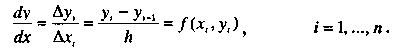 dy/dx = Δy_i/Δx_i = (y_i − y_{i−1})/h = f(x_i, y_i), i = 1, ..., n.